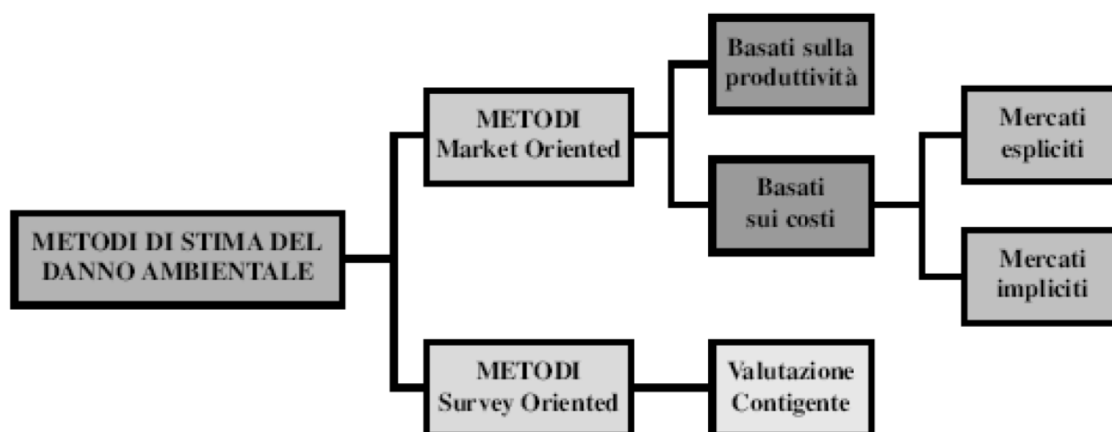 METODI DI STIMA DEL
DANNO AMBIENTALE
METODI
Market Oriented
Basati sulla
produttività
Basati
sui costi
Mercati
espliciti
Mercati
impliciti
METODI
Survey Oriented
Valutazione
Contigente